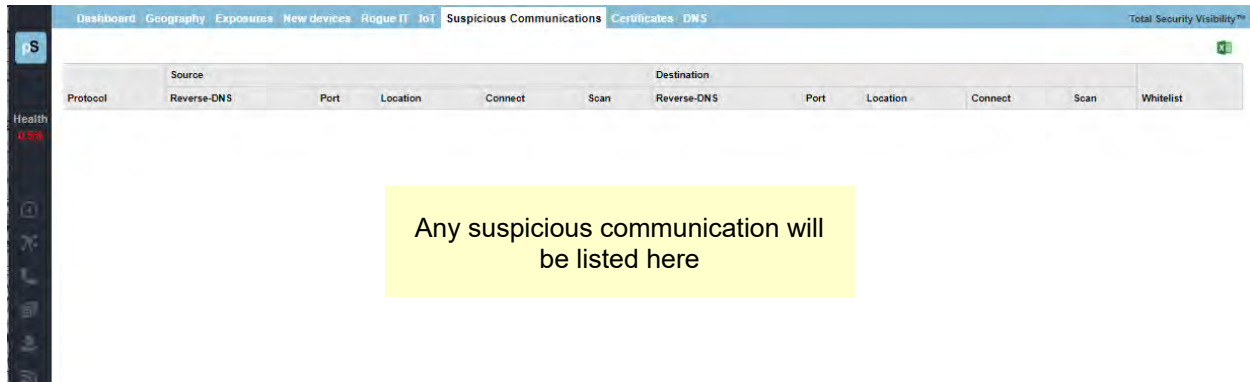 Dashboard Geography Exposures New devices Rogue IT IoT Suspicious Communications Certificates DNS Total Security Visibility™
pS
Source Destination
Protocol Reverse-DNS Port Location Connect Scan Reverse-DNS Port Location Connect Scan Whitelist
Health
0.5%
Any suspicious communication will
be listed here